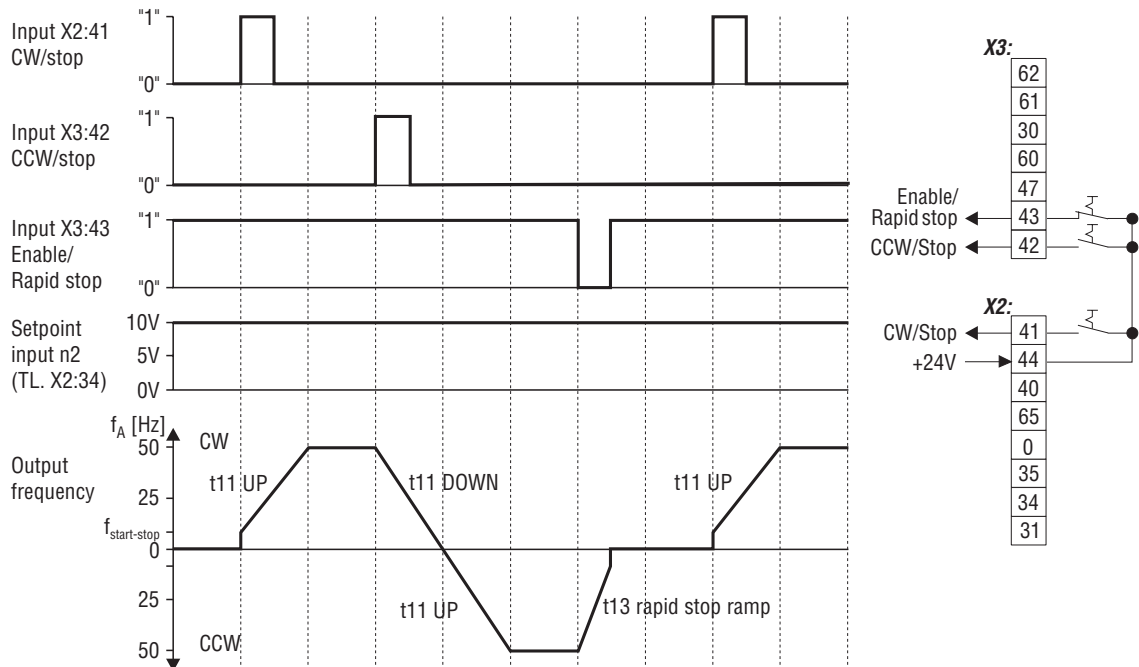 Input X2:41
CW/stop
"1"
"0"
Input X3:42
CCW/stop
"1"
"0"
Input X3:43
Enable/
Rapid stop
"1"
"0"
Setpoint
input n2
(TL. X2:34)
10V
5V
0V
Output
frequency
f_A [Hz]
50
25
f_start-stop
0
25
50
CW
CCW
t11 UP
t11 DOWN
t11 UP
t13 rapid stop ramp
t11 UP
X3:
62
61
30
60
47
43
42
Enable/
Rapid stop
CCW/Stop
X2:
41
44
40
65
0
35
34
31
CW/Stop
+24V